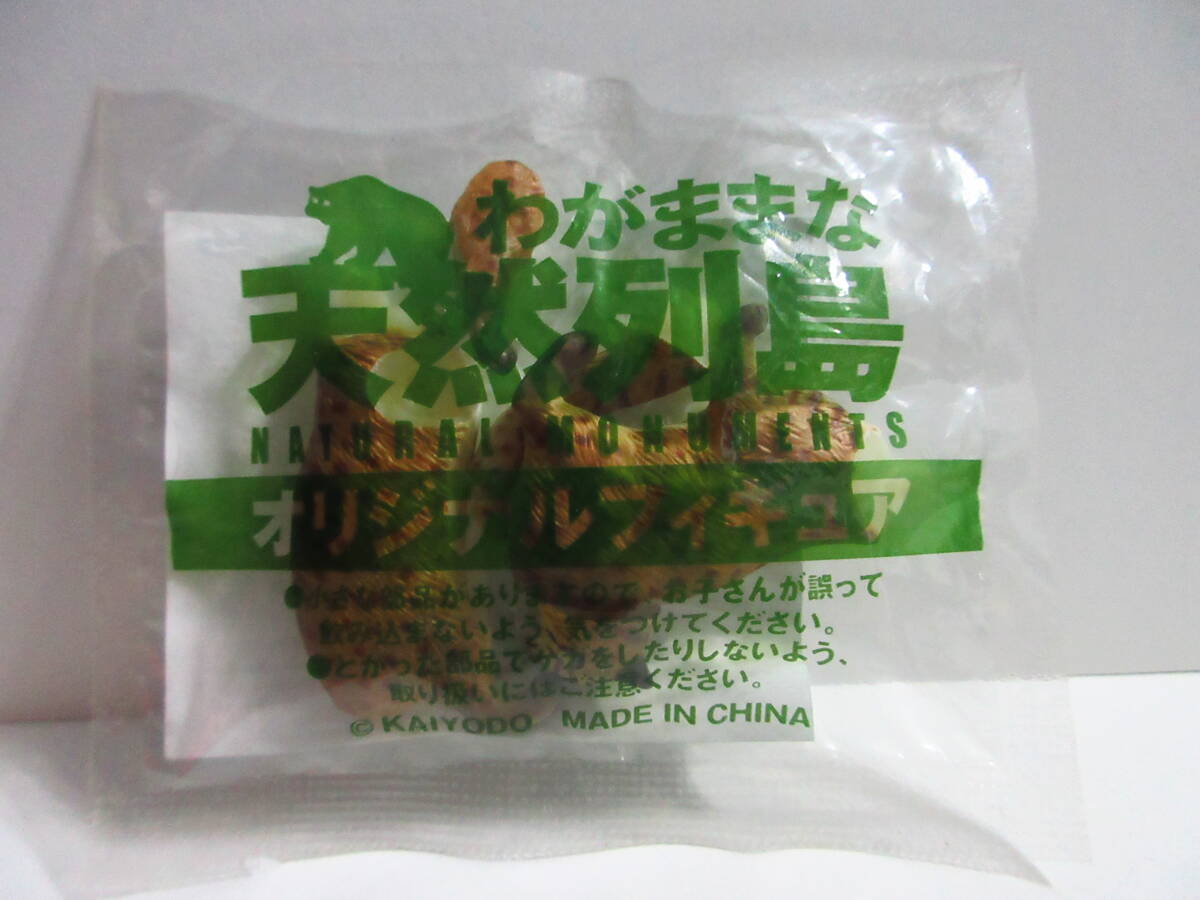 わがままな
天然列島
NATURAL MONUMENTS
オリジナルフィギュア
●小さな部品がありますので、お子さんが誤って
飲み込まないよう、気をつけてください。
●とがった部品でケガをしたりしないよう、
取り扱いにはご注意ください。
© KAIYODO MADE IN CHINA